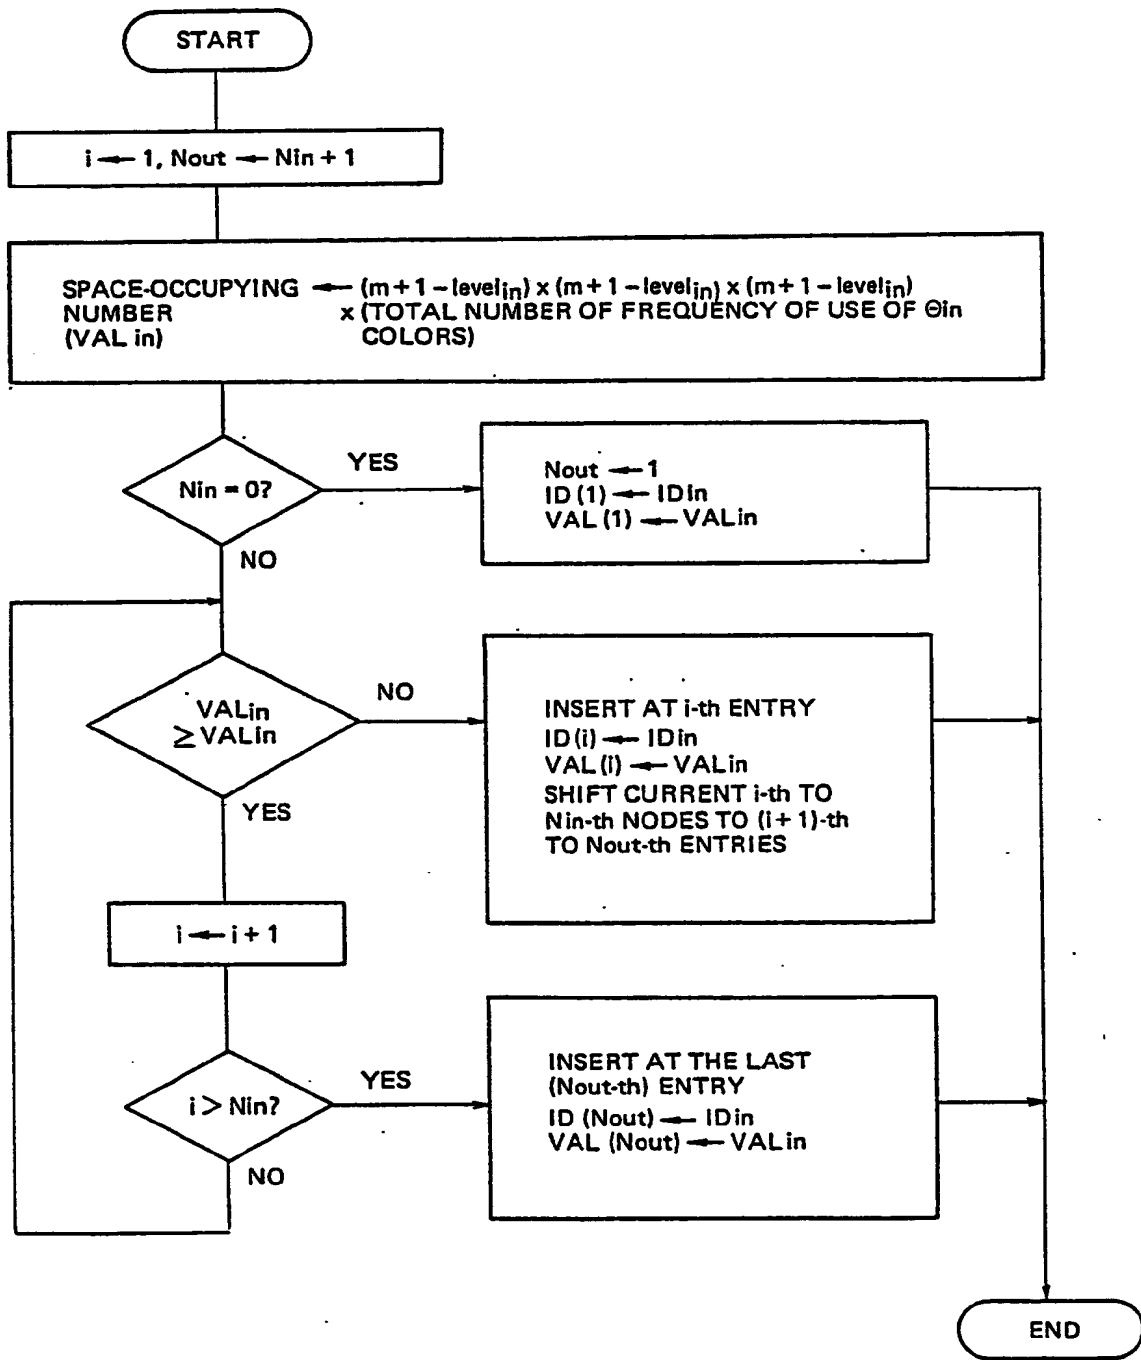 START
i ← 1, Nout ← Nin + 1
SPACE-OCCUPYING ← (m + 1 – levelin) x (m + 1 – levelin) x (m + 1 – levelin)
NUMBER x (TOTAL NUMBER OF FREQUENCY OF USE OF Θin
(VAL in) COLORS)
Nin = 0?
YES
NO
Nout ← 1
ID (1) ← IDin
VAL (1) ← VALin
VALin
≥ VALin
NO
YES
INSERT AT i-th ENTRY
ID (i) ← IDin
VAL (i) ← VALin
SHIFT CURRENT i-th TO
Nin-th NODES TO (i + 1)-th
TO Nout-th ENTRIES
i ← i + 1
i > Nin?
YES
NO
INSERT AT THE LAST
(Nout-th) ENTRY
ID (Nout) ← IDin
VAL (Nout) ← VALin
END